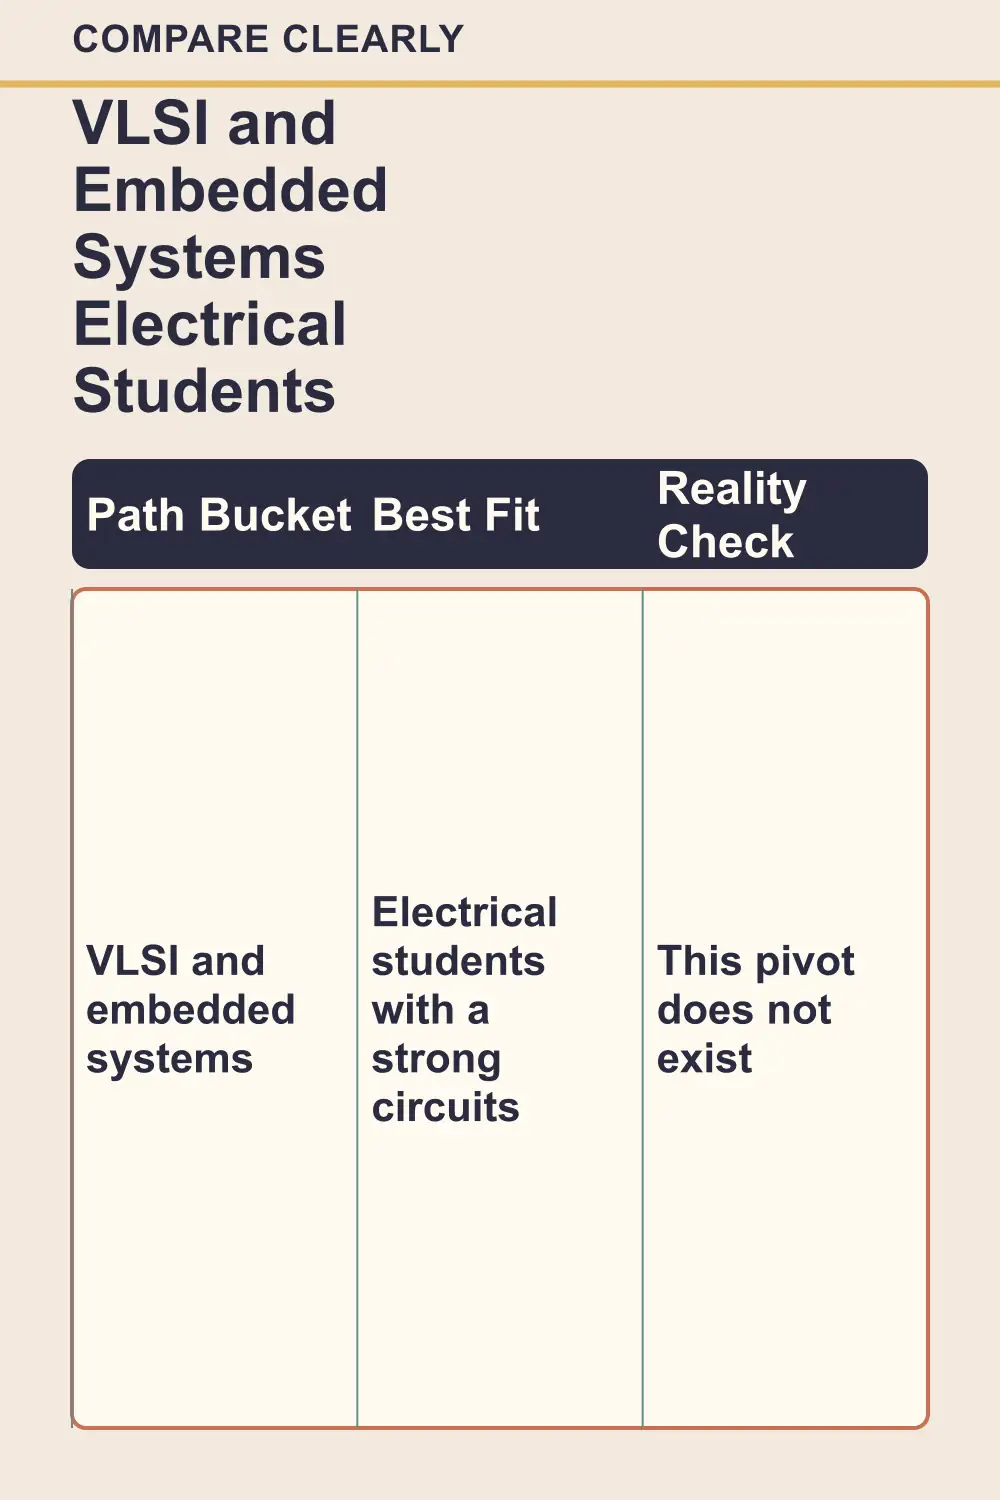 COMPARE CLEARLY
VLSI and
Embedded
Systems
Electrical
Students
Path Bucket
Best Fit
Reality
Check
VLSI and
embedded
systems
Electrical
students
with a
strong
circuits
This pivot
does not
exist